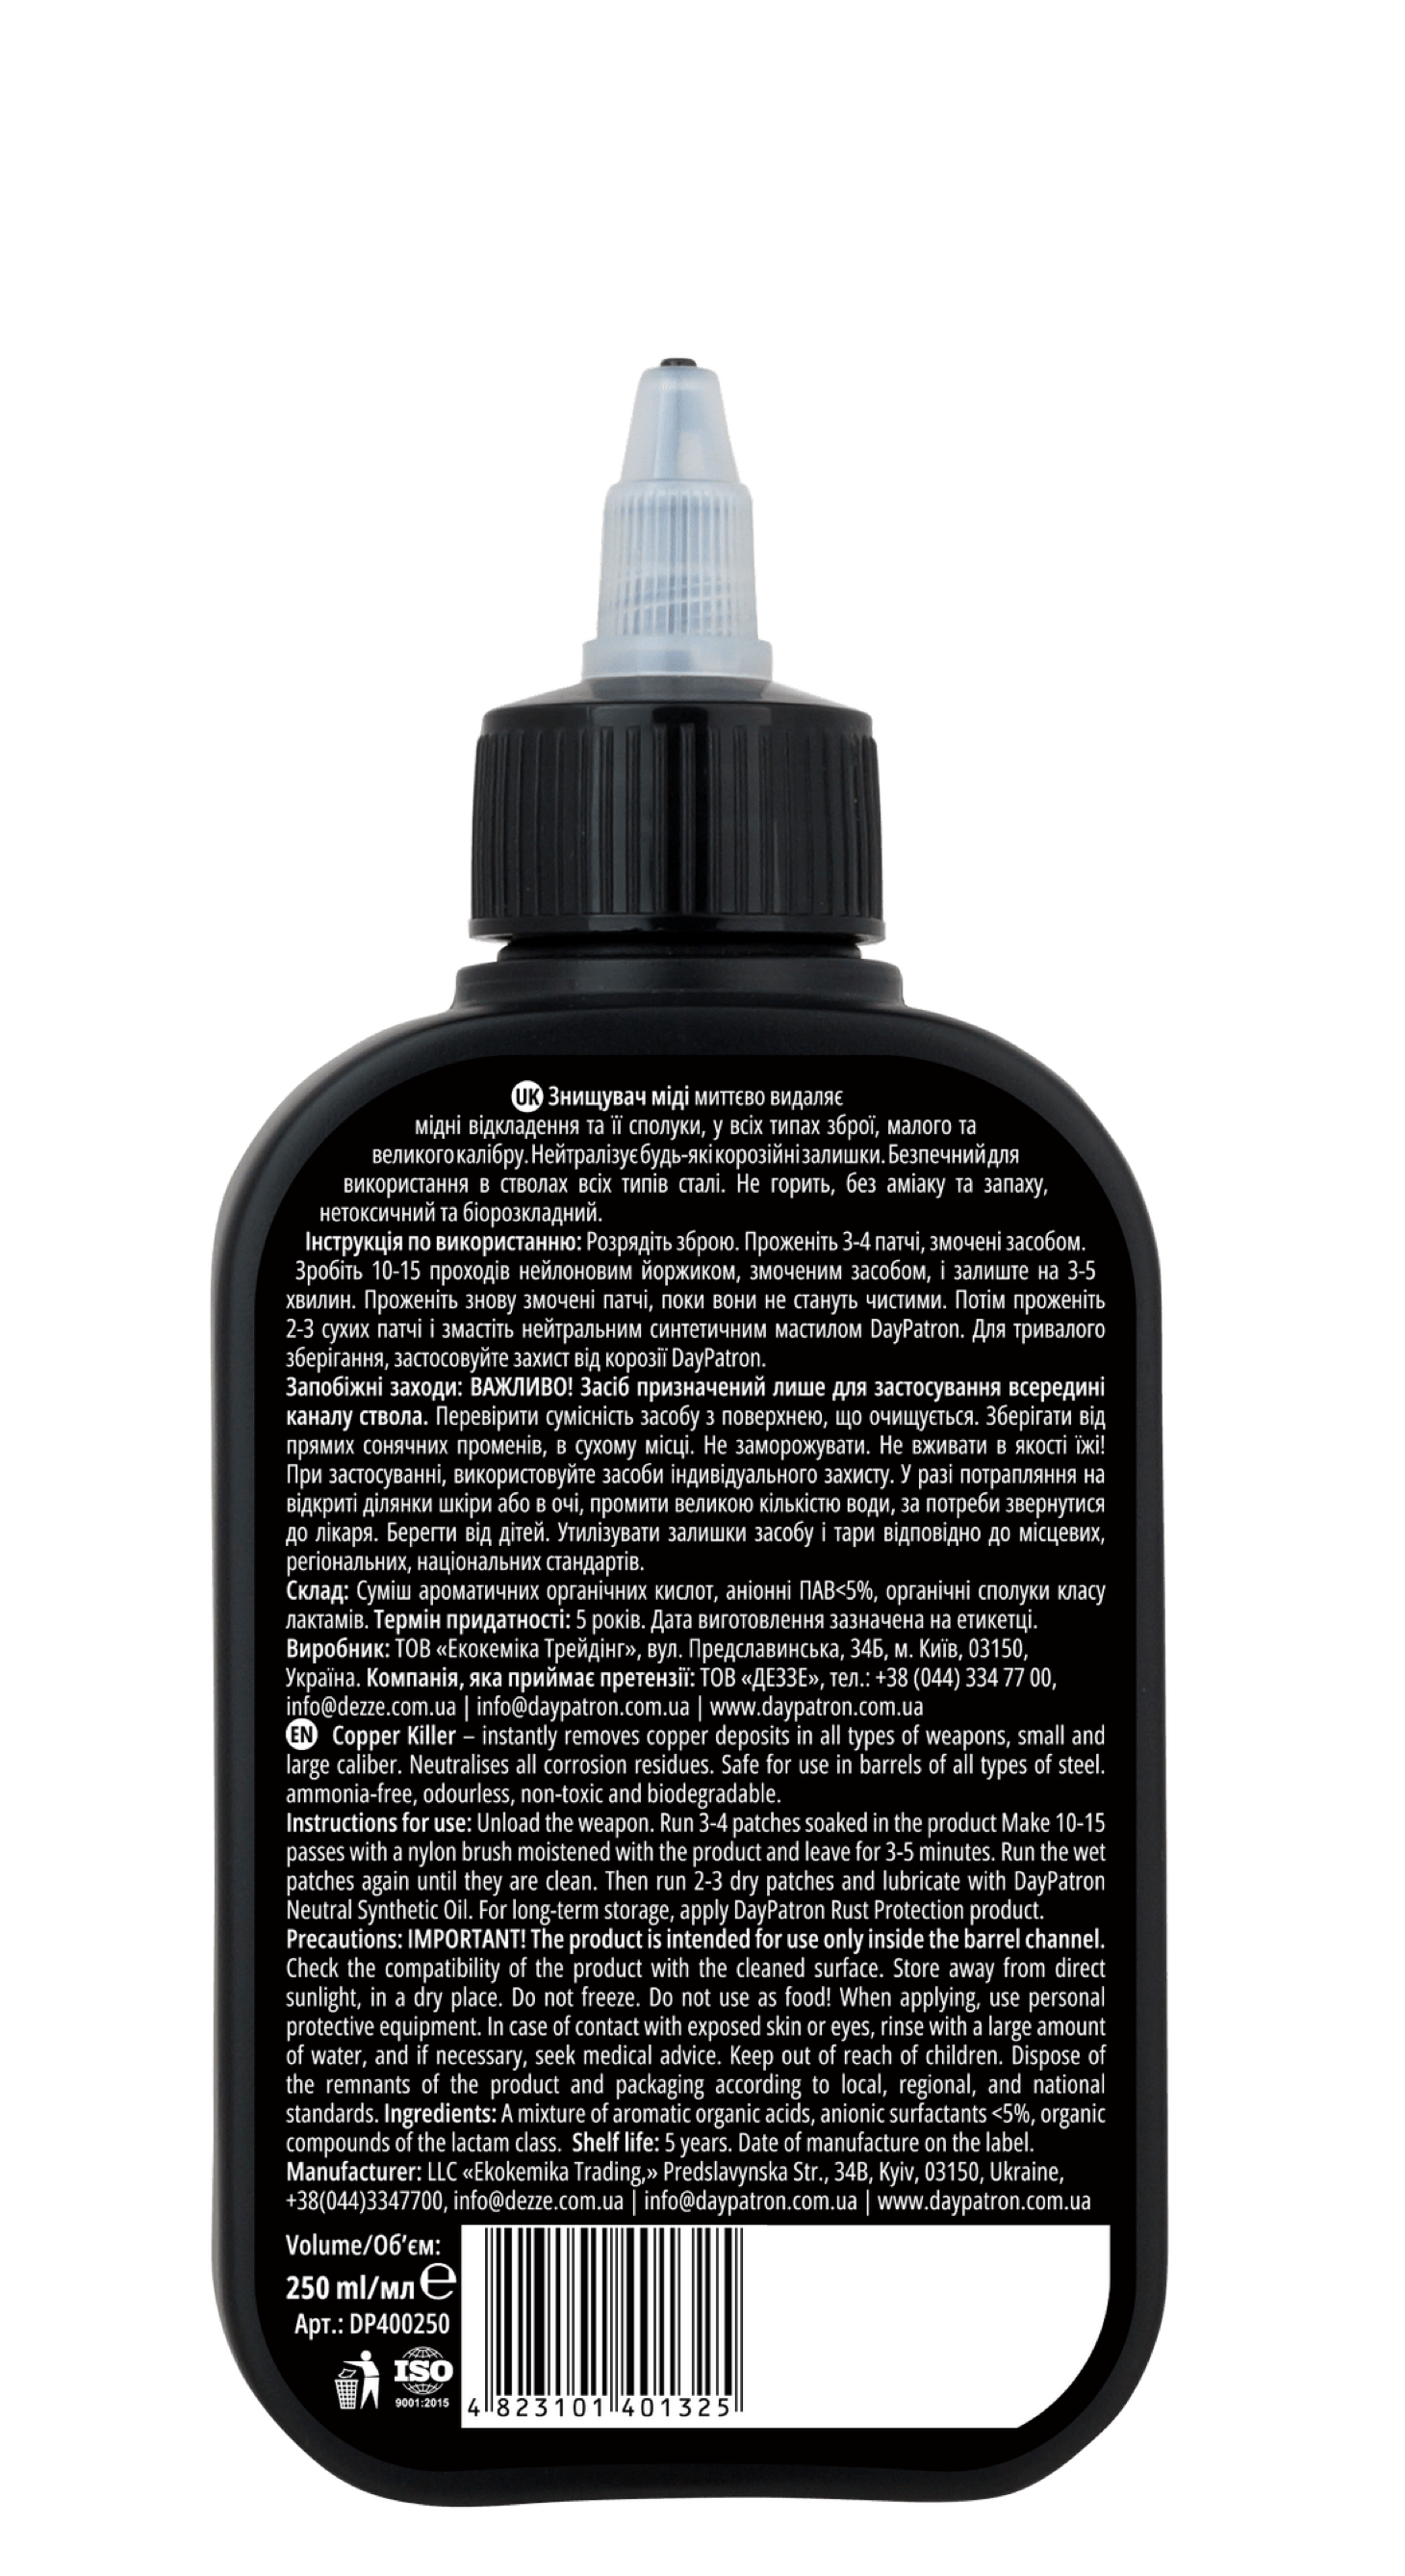 UK Знищувач міді миттєво видаляє
мідні відкладення та її сполуки, у всіх типах зброї, малого та
великого калібру. Нейтралізує будь-які корозійні залишки. Безпечний для
використання в стволах всіх типів сталі. Не горить, без аміаку та запаху,
нетоксичний та біорозкладний.
Інструкція по використанню: Розрядіть зброю. Проженіть 3-4 патчі, змочені засобом.
Зробіть 10-15 проходів нейлоновим йоржиком, змоченим засобом, і залиште на 3-5
хвилин. Проженіть знову змочені патчі, поки вони не стануть чистими. Потім проженіть
2-3 сухих патчі і змастіть нейтральним синтетичним мастилом DayPatron. Для тривалого
зберігання, застосовуйте захист від корозії DayPatron.
Запобіжні заходи: ВАЖЛИВО! Засіб призначений лише для застосування всередині
каналу ствола. Перевірити сумісність засобу з поверхнею, що очищується. Зберігати від
прямих сонячних променів, в сухому місці. Не заморожувати. Не вживати в якості їжі!
При застосуванні, використовуйте засоби індивідуального захисту. У разі потрапляння на
відкриті ділянки шкіри або в очі, промити великою кількістю води, за потреби звернутися
до лікаря. Берегти від дітей. Утилізувати залишки засобу і тари відповідно до місцевих,
регіональних, національних стандартів.
Склад: Суміш ароматичних органічних кислот, аніонні ПАВ<5%, органічні сполуки класу
лактамів. Термін придатності: 5 років. Дата виготовлення зазначена на етикетці.
Виробник: ТОВ «Екокеміка Трейдінг», вул. Предславинська, 34Б, м. Київ, 03150,
Україна. Компанія, яка приймає претензії: ТОВ «ДЕЗЗЕ», тел.: +38 (044) 334 77 00,
info@dezze.com.ua | info@daypatron.com.ua | www.daypatron.com.ua
EN Copper Killer – instantly removes copper deposits in all types of weapons, small and
large caliber. Neutralises all corrosion residues. Safe for use in barrels of all types of steel.
ammonia-free, odourless, non-toxic and biodegradable.
Instructions for use: Unload the weapon. Run 3-4 patches soaked in the product Make 10-15
passes with a nylon brush moistened with the product and leave for 3-5 minutes. Run the wet
patches again until they are clean. Then run 2-3 dry patches and lubricate with DayPatron
Neutral Synthetic Oil. For long-term storage, apply DayPatron Rust Protection product.
Precautions: IMPORTANT! The product is intended for use only inside the barrel channel.
Check the compatibility of the product with the cleaned surface. Store away from direct
sunlight, in a dry place. Do not freeze. Do not use as food! When applying, use personal
protective equipment. In case of contact with exposed skin or eyes, rinse with a large amount
of water, and if necessary, seek medical advice. Keep out of reach of children. Dispose of
the remnants of the product and packaging according to local, regional, and national
standards. Ingredients: A mixture of aromatic organic acids, anionic surfactants <5%, organic
compounds of the lactam class. Shelf life: 5 years. Date of manufacture on the label.
Manufacturer: LLC «Ekokemika Trading,» Predslavynska Str., 34B, Kyiv, 03150, Ukraine,
+38(044)3347700, info@dezze.com.ua | info@daypatron.com.ua | www.daypatron.com.ua
Volume/Об'єм:
250 ml/мл ℮
Арт.: DP400250
ISO
9001:2015
4 823101 401325